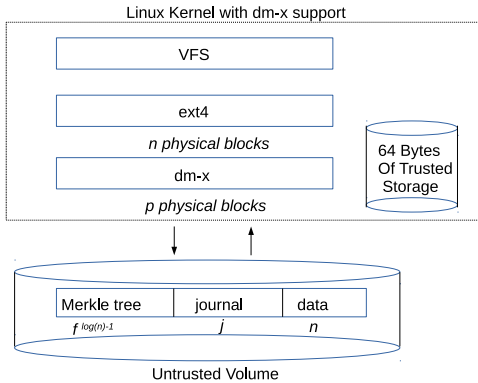 Linux Kernel with dm-x support
VFS
ext4
n physical blocks
dm-x
p physical blocks
64 Bytes
Of Trusted
Storage
Merkle tree journal data
f log(n)-1 j n
Untrusted Volume